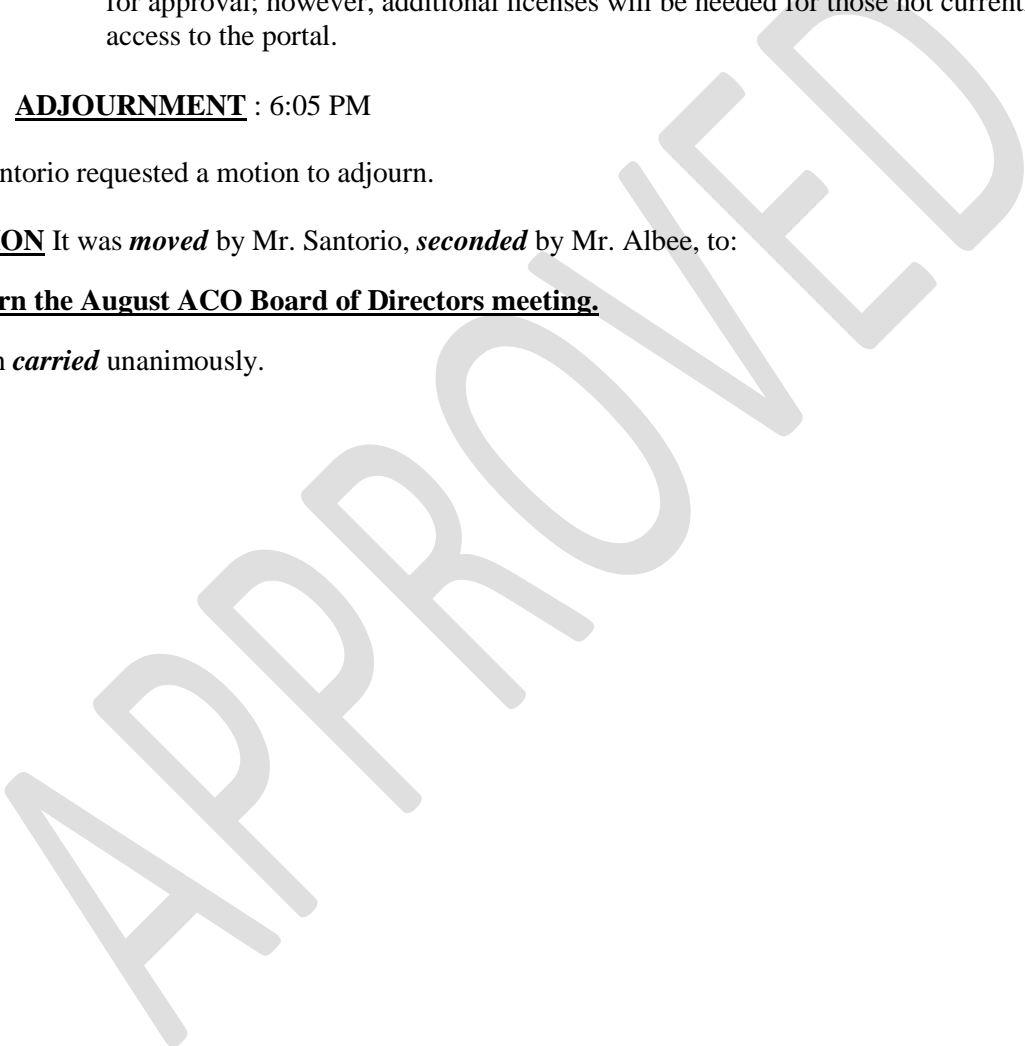 for approval; however, additional licenses will be needed for those not current
access to the portal.
ADJOURNMENT : 6:05 PM
ntorio requested a motion to adjourn.
ION It was moved by Mr. Santorio, seconded by Mr. Albee, to:
rn the August ACO Board of Directors meeting.
carried unanimously.
APPROVED